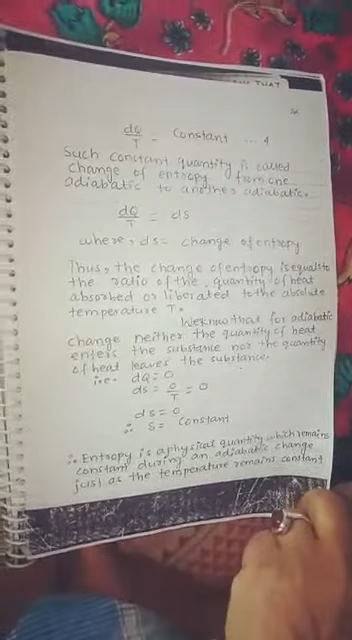 THAT
dQ/T = Constant ... 4
Such constant quantity is called
change of entropy from one
adiabatic to another adiabatic.
dQ/T = ds
where, ds = change of entropy
Thus, the change of entropy is equals to
the ratio of the quantity of heat
absorbed or liberated to the absolute
temperature T.
We know that for adiabatic
change neither the quantity of heat
enters the substance nor the quantity
of heat leaves the substance.
i.e. dQ = 0
ds = 0/T = 0
ds = 0
∴ S = Constant
∴ Entropy is a physical quantity which remains
constant during an adiabatic change
just as the temperature remains constant